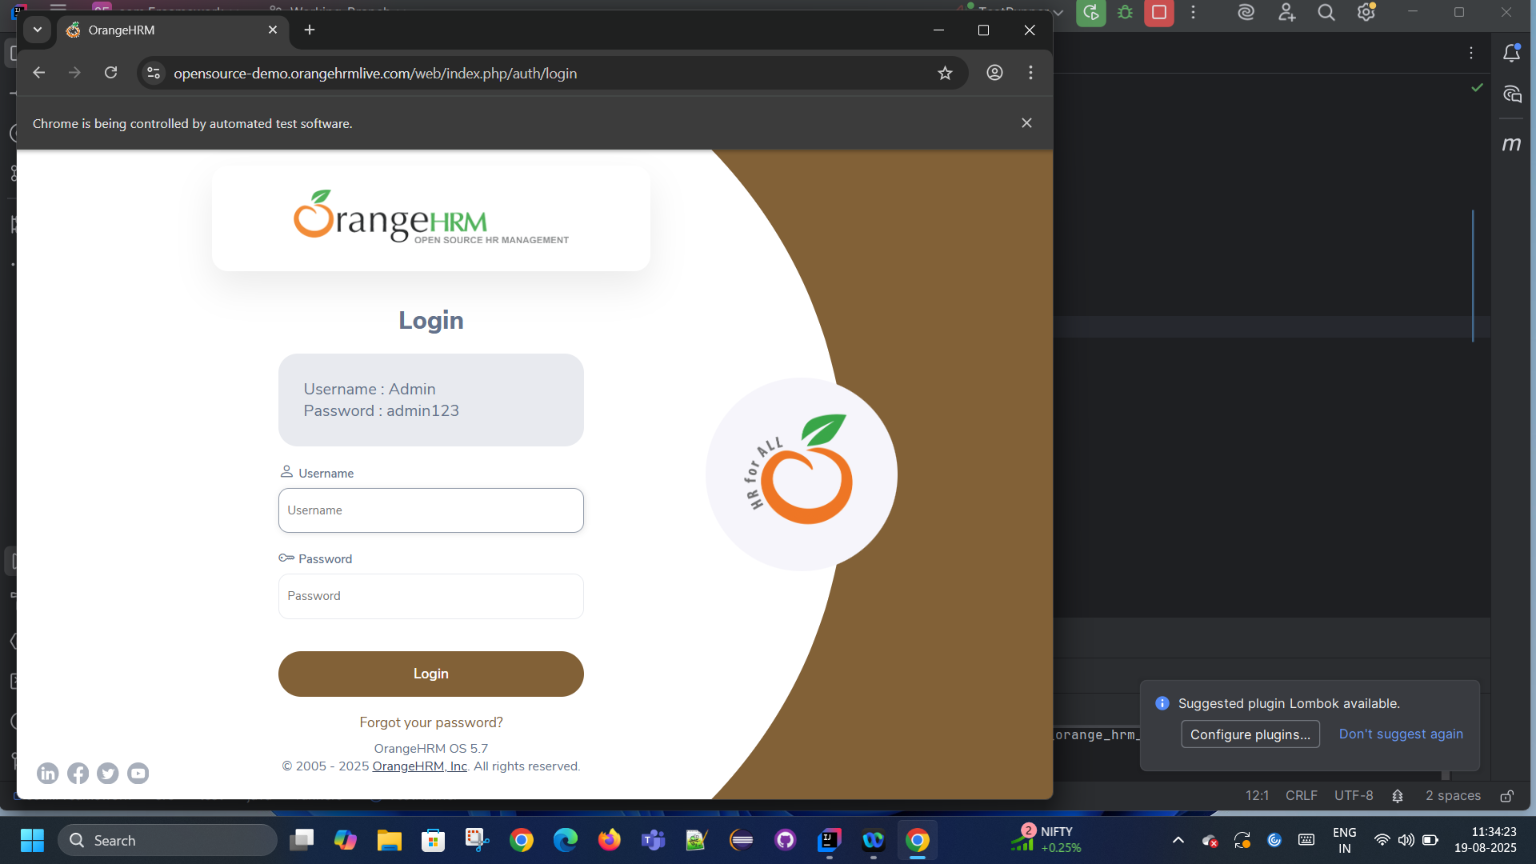 OrangeHRM
opensource-demo.orangehrmlive.com/web/index.php/auth/login
Chrome is being controlled by automated test software.
OrangeHRM
OPEN SOURCE HR MANAGEMENT
Login
Username : Admin
Password : admin123
Username
Username
Password
Password
Login
Forgot your password?
OrangeHRM OS 5.7
© 2005 - 2025 OrangeHRM, Inc. All rights reserved.
HR for ALL
m
Suggested plugin Lombok available.
Configure plugins... Don't suggest again
orange_hrm_
12:1 CRLF UTF-8 2 spaces
Search
2
NIFTY
+0.25%
ENG
IN
11:34:23
19-08-2025